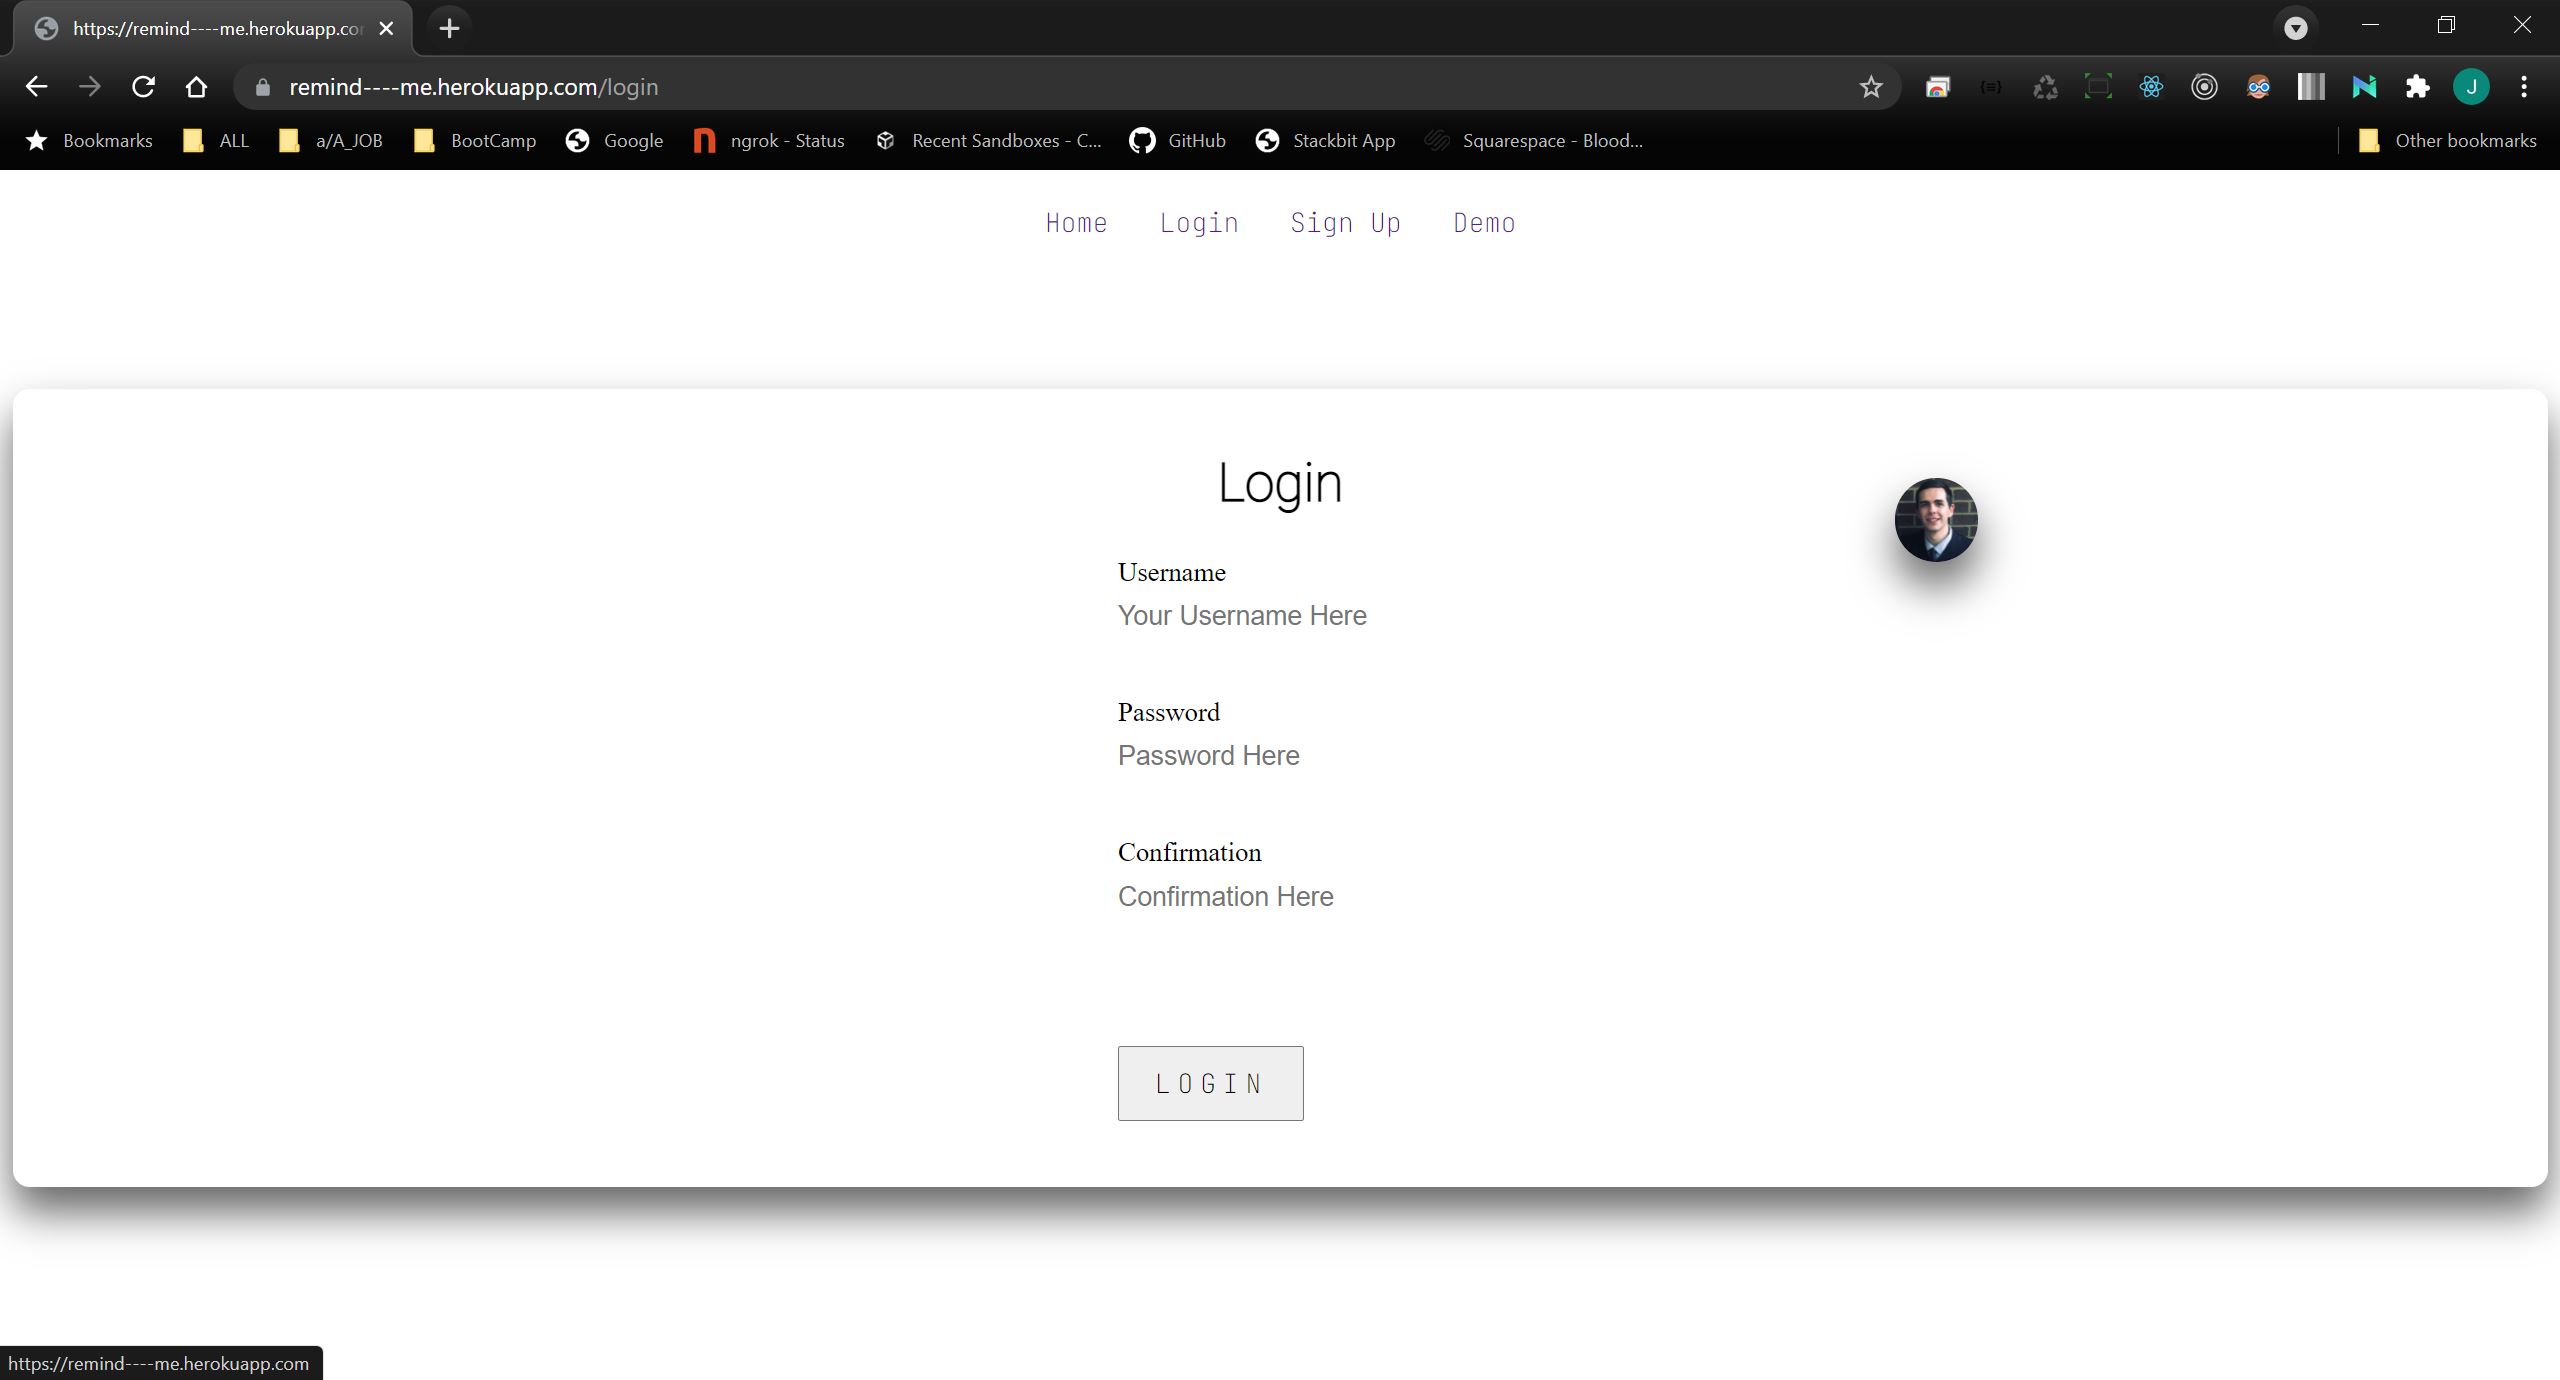 https://remind----me.herokuapp.co
remind----me.herokuapp.com/login
J
Bookmarks ALL a/A_JOB BootCamp Google ngrok - Status Recent Sandboxes - C... GitHub Stackbit App Squarespace - Blood... Other bookmarks
Home Login Sign Up Demo
Login
Username
Your Username Here
Password
Password Here
Confirmation
Confirmation Here
LOGIN
https://remind----me.herokuapp.com